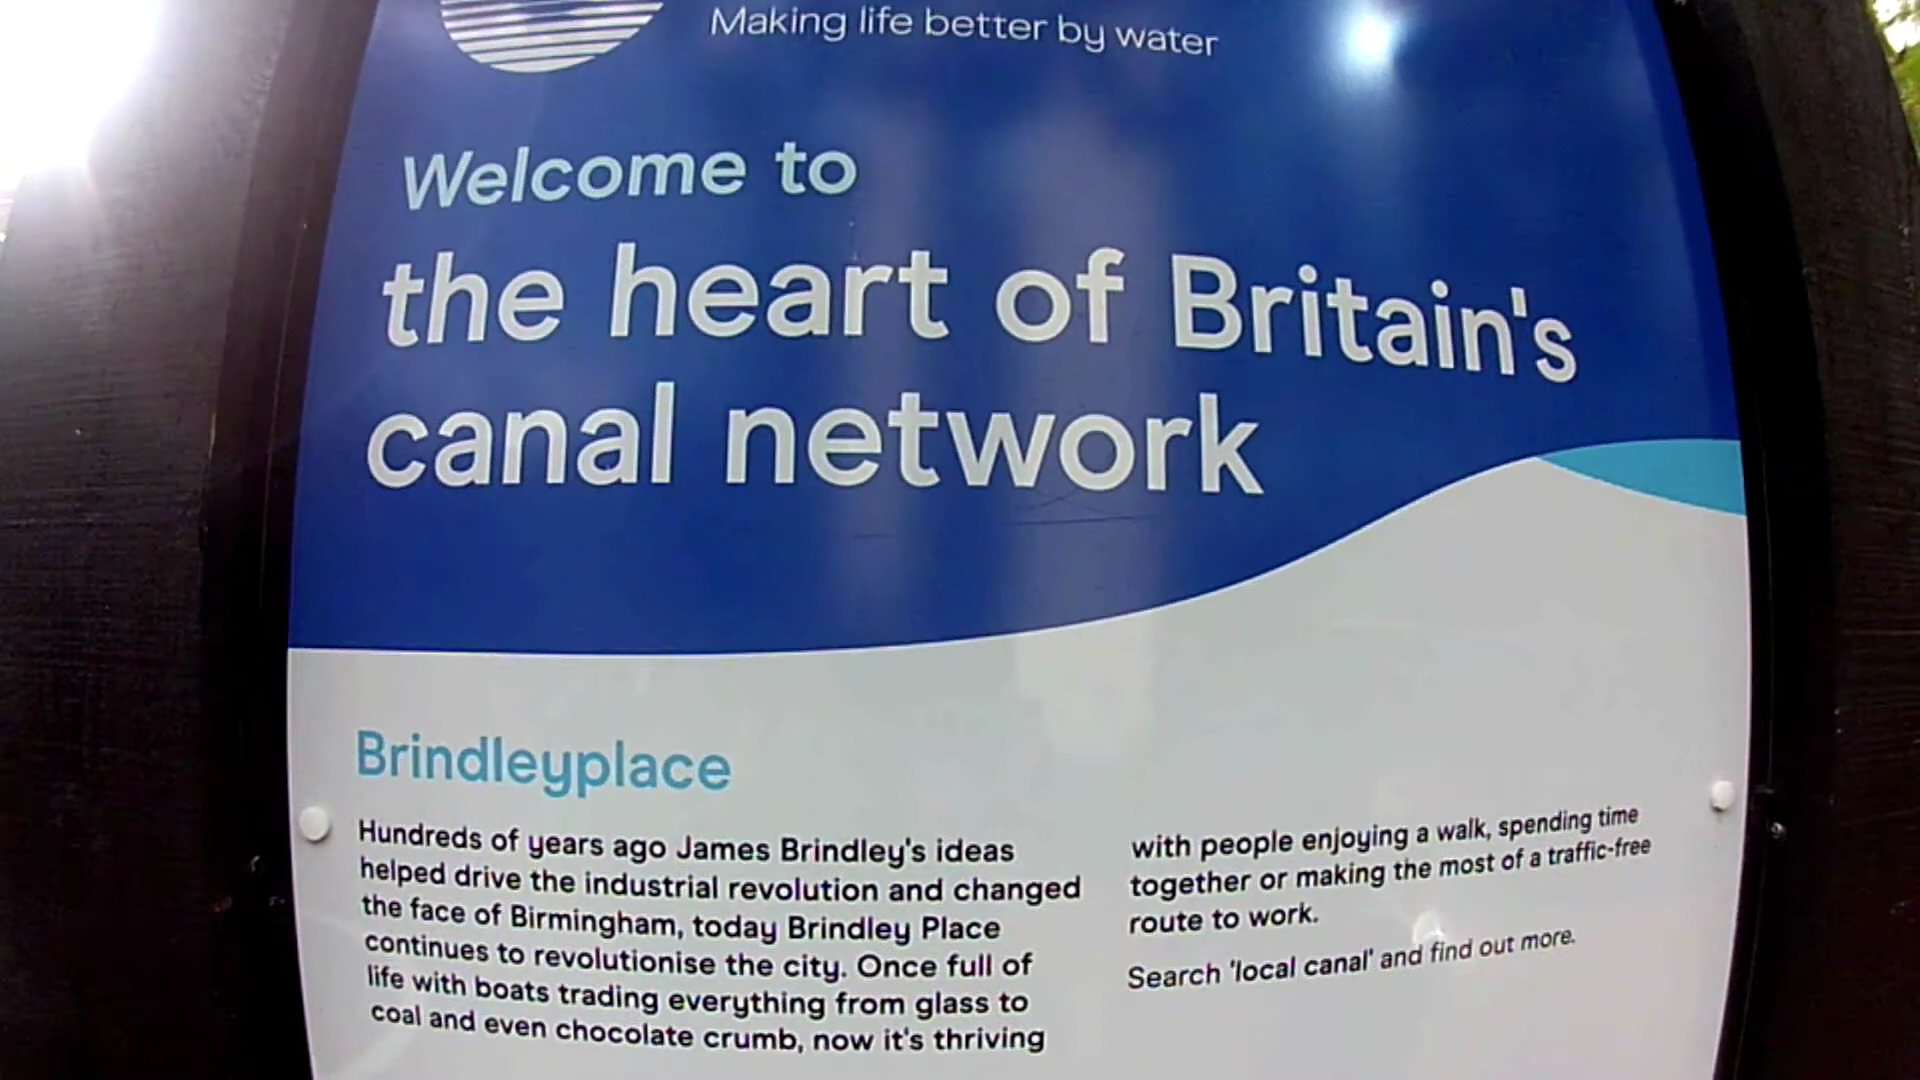 Making life better by water
Welcome to
the heart of Britain's
canal network
Brindleyplace
Hundreds of years ago James Brindley's ideas
helped drive the industrial revolution and changed
the face of Birmingham, today Brindley Place
continues to revolutionise the city. Once full of
life with boats trading everything from glass to
coal and even chocolate crumb, now it's thriving
with people enjoying a walk, spending time
together or making the most of a traffic-free
route to work.
Search 'local canal' and find out more.